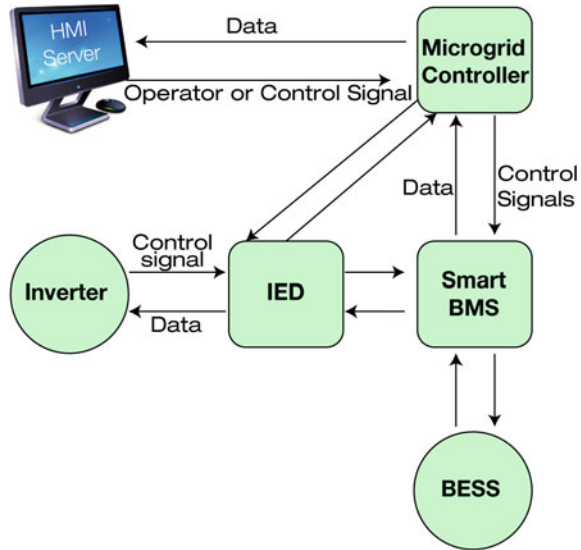 HMI
Server
Data
Operator or Control Signal
Microgrid
Controller
Data
Control
Signals
Control
signal
Inverter
Data
IED
Smart
BMS
BESS